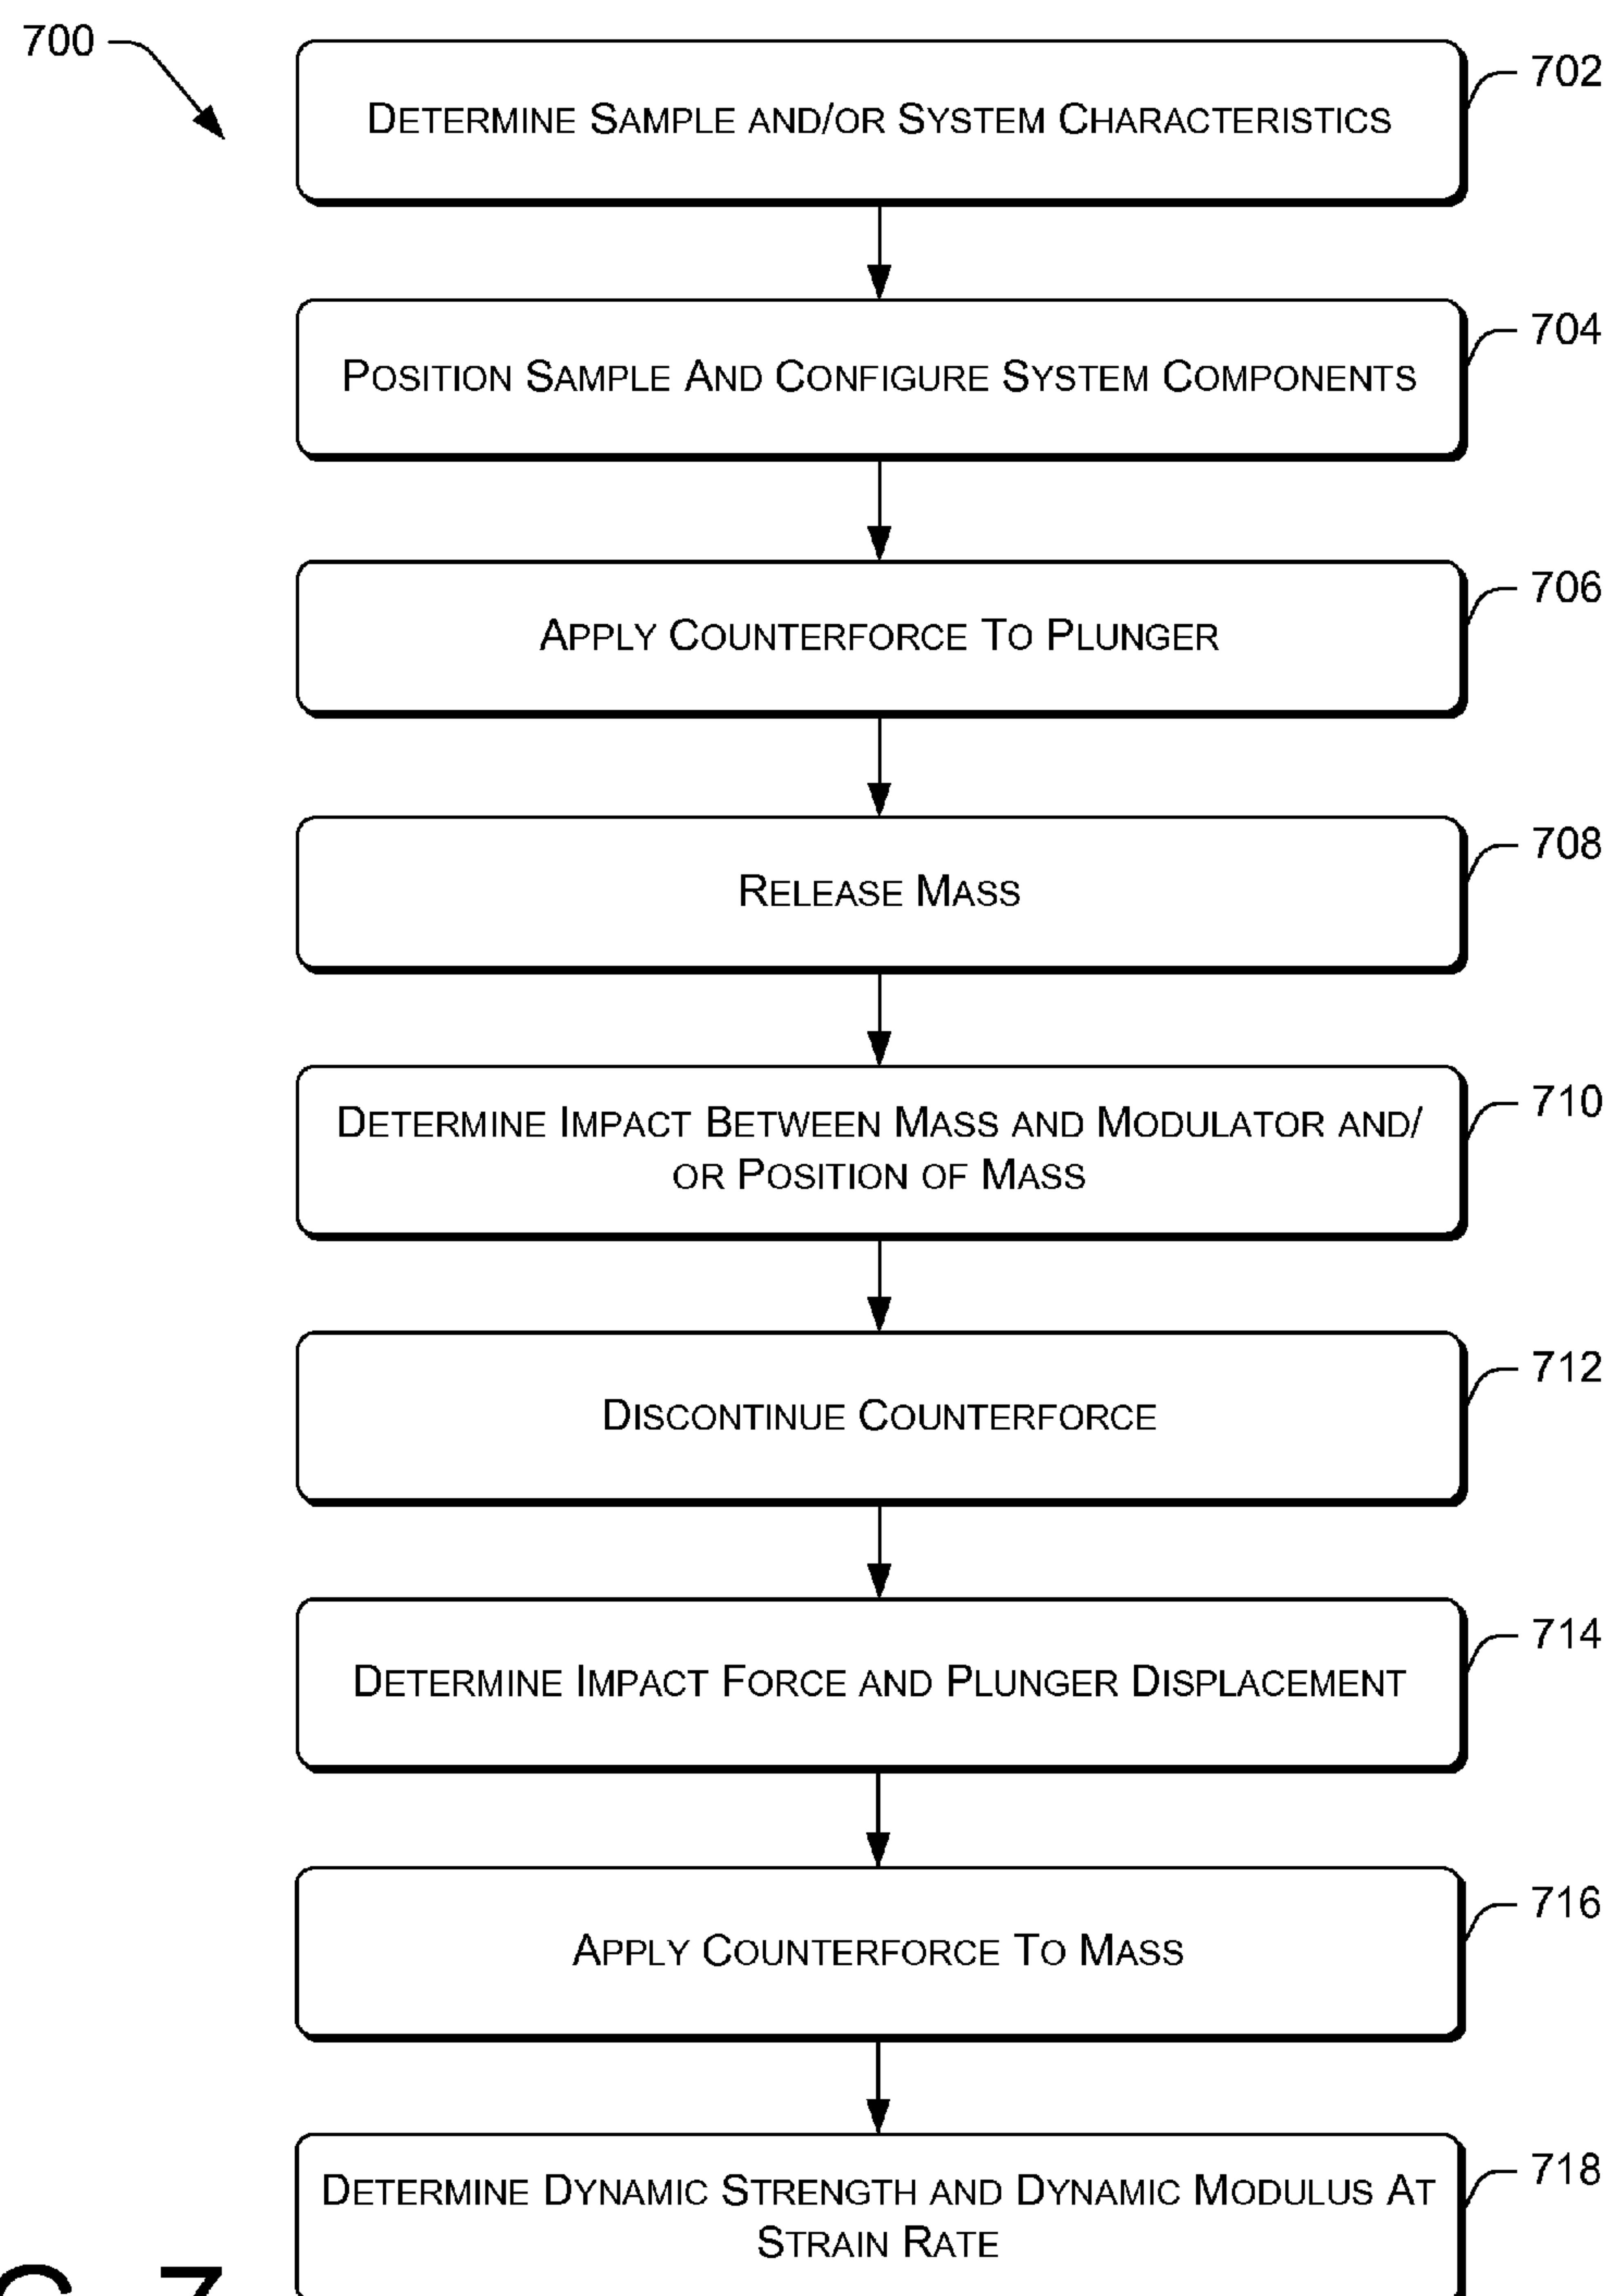 700
DETERMINE SAMPLE AND/OR SYSTEM CHARACTERISTICS
702
POSITION SAMPLE AND CONFIGURE SYSTEM COMPONENTS
704
APPLY COUNTERFORCE TO PLUNGER
706
RELEASE MASS
708
DETERMINE IMPACT BETWEEN MASS AND MODULATOR AND/
OR POSITION OF MASS
710
DISCONTINUE COUNTERFORCE
712
DETERMINE IMPACT FORCE AND PLUNGER DISPLACEMENT
714
APPLY COUNTERFORCE TO MASS
716
DETERMINE DYNAMIC STRENGTH AND DYNAMIC MODULUS AT
STRAIN RATE
718